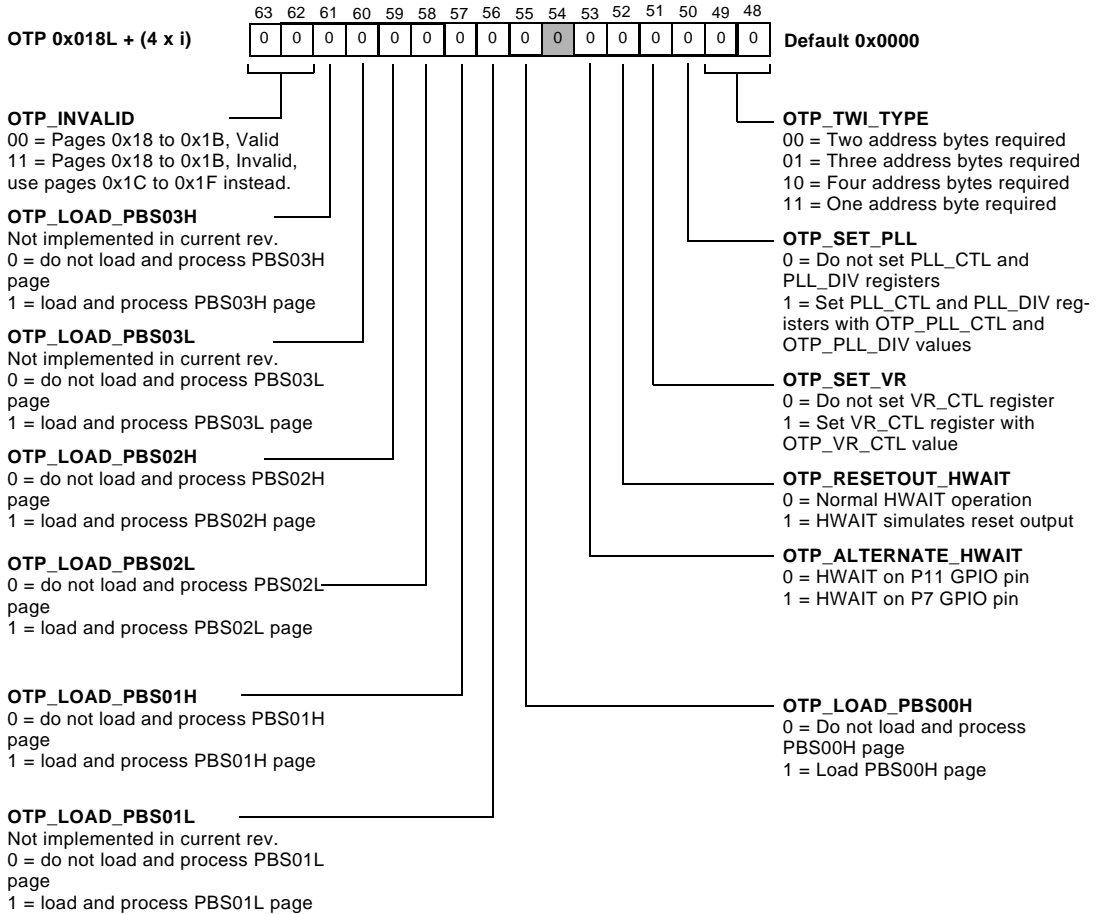 63 62 61 60 59 58 57 56 55 54 53 52 51 50 49 48
OTP 0x018L + (4 x i)
0 0 0 0 0 0 0 0 0 0 0 0 0 0 0 0
Default 0x0000
OTP_INVALID
00 = Pages 0x18 to 0x1B, Valid
11 = Pages 0x18 to 0x1B, Invalid,
use pages 0x1C to 0x1F instead.
OTP_LOAD_PBS03H
Not implemented in current rev.
0 = do not load and process PBS03H
page
1 = load and process PBS03H page
OTP_LOAD_PBS03L
Not implemented in current rev.
0 = do not load and process PBS03L
page
1 = load and process PBS03L page
OTP_LOAD_PBS02H
0 = do not load and process PBS02H
page
1 = load and process PBS02H page
OTP_LOAD_PBS02L
0 = do not load and process PBS02L
page
1 = load and process PBS02L page
OTP_LOAD_PBS01H
0 = do not load and process PBS01H
page
1 = load and process PBS01H page
OTP_LOAD_PBS01L
Not implemented in current rev.
0 = do not load and process PBS01L
page
1 = load and process PBS01L page
OTP_TWI_TYPE
00 = Two address bytes required
01 = Three address bytes required
10 = Four address bytes required
11 = One address byte required
OTP_SET_PLL
0 = Do not set PLL_CTL and
PLL_DIV registers
1 = Set PLL_CTL and PLL_DIV reg-
isters with OTP_PLL_CTL and
OTP_PLL_DIV values
OTP_SET_VR
0 = Do not set VR_CTL register
1 = Set VR_CTL register with
OTP_VR_CTL value
OTP_RESETOUT_HWAIT
0 = Normal HWAIT operation
1 = HWAIT simulates reset output
OTP_ALTERNATE_HWAIT
0 = HWAIT on P11 GPIO pin
1 = HWAIT on P7 GPIO pin
OTP_LOAD_PBS00H
0 = Do not load and process
PBS00H page
1 = Load PBS00H page